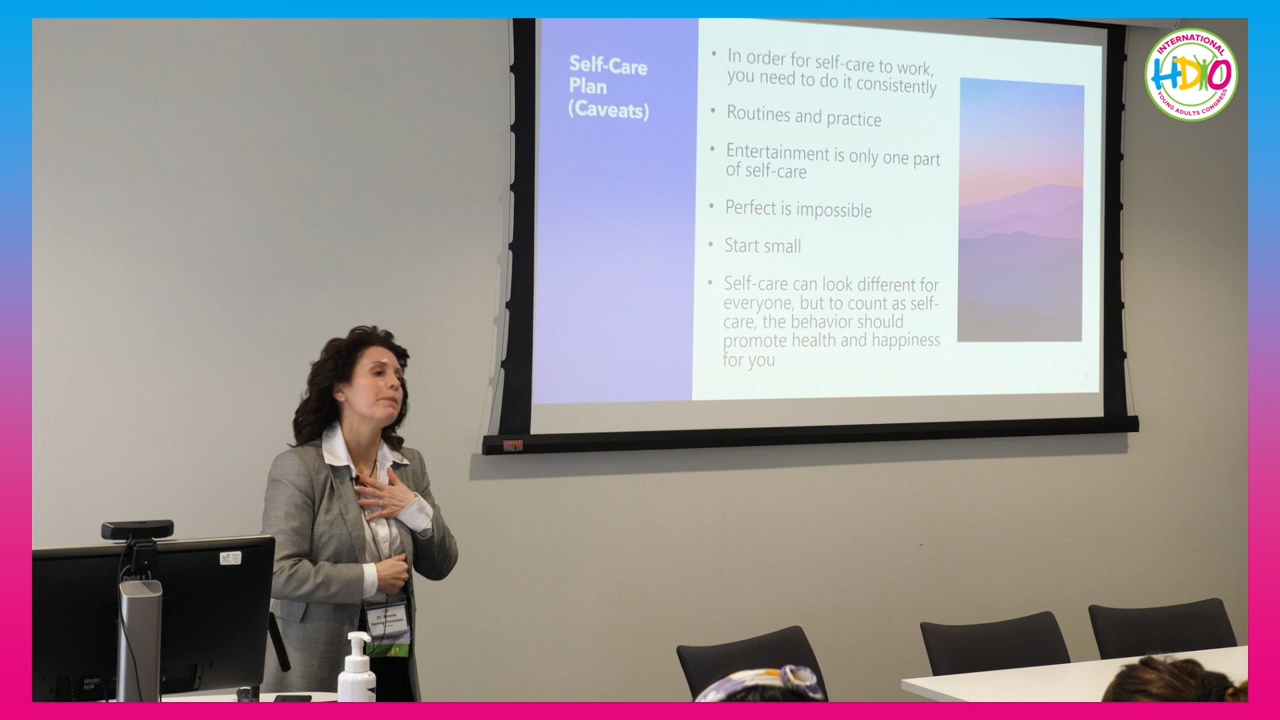 Self-Care
Plan
(Caveats)
• In order for self-care to work,
you need to do it consistently
• Routines and practice
• Entertainment is only one part
of self-care
• Perfect is impossible
• Start small
• Self-care can look different for
everyone, but to count as self-
care, the behavior should
promote health and happiness
for you
7
INTERNATIONAL
HDYO
YOUNG ADULTS CONGRESS